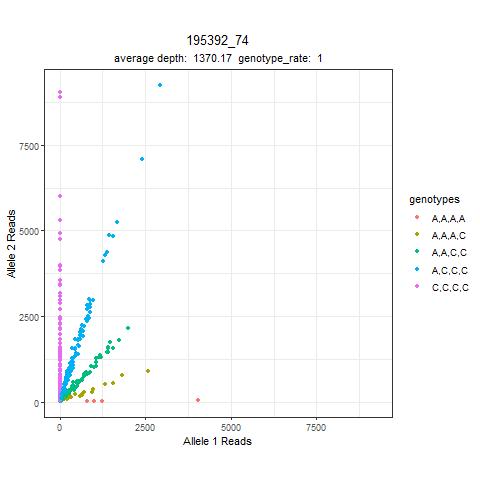 195392_74
average depth: 1370.17 genotype_rate: 1
Allele 2 Reads
7500
5000
2500
0
0 2500 5000 7500
Allele 1 Reads
genotypes
A,A,A,A
A,A,A,C
A,A,C,C
A,C,C,C
C,C,C,C